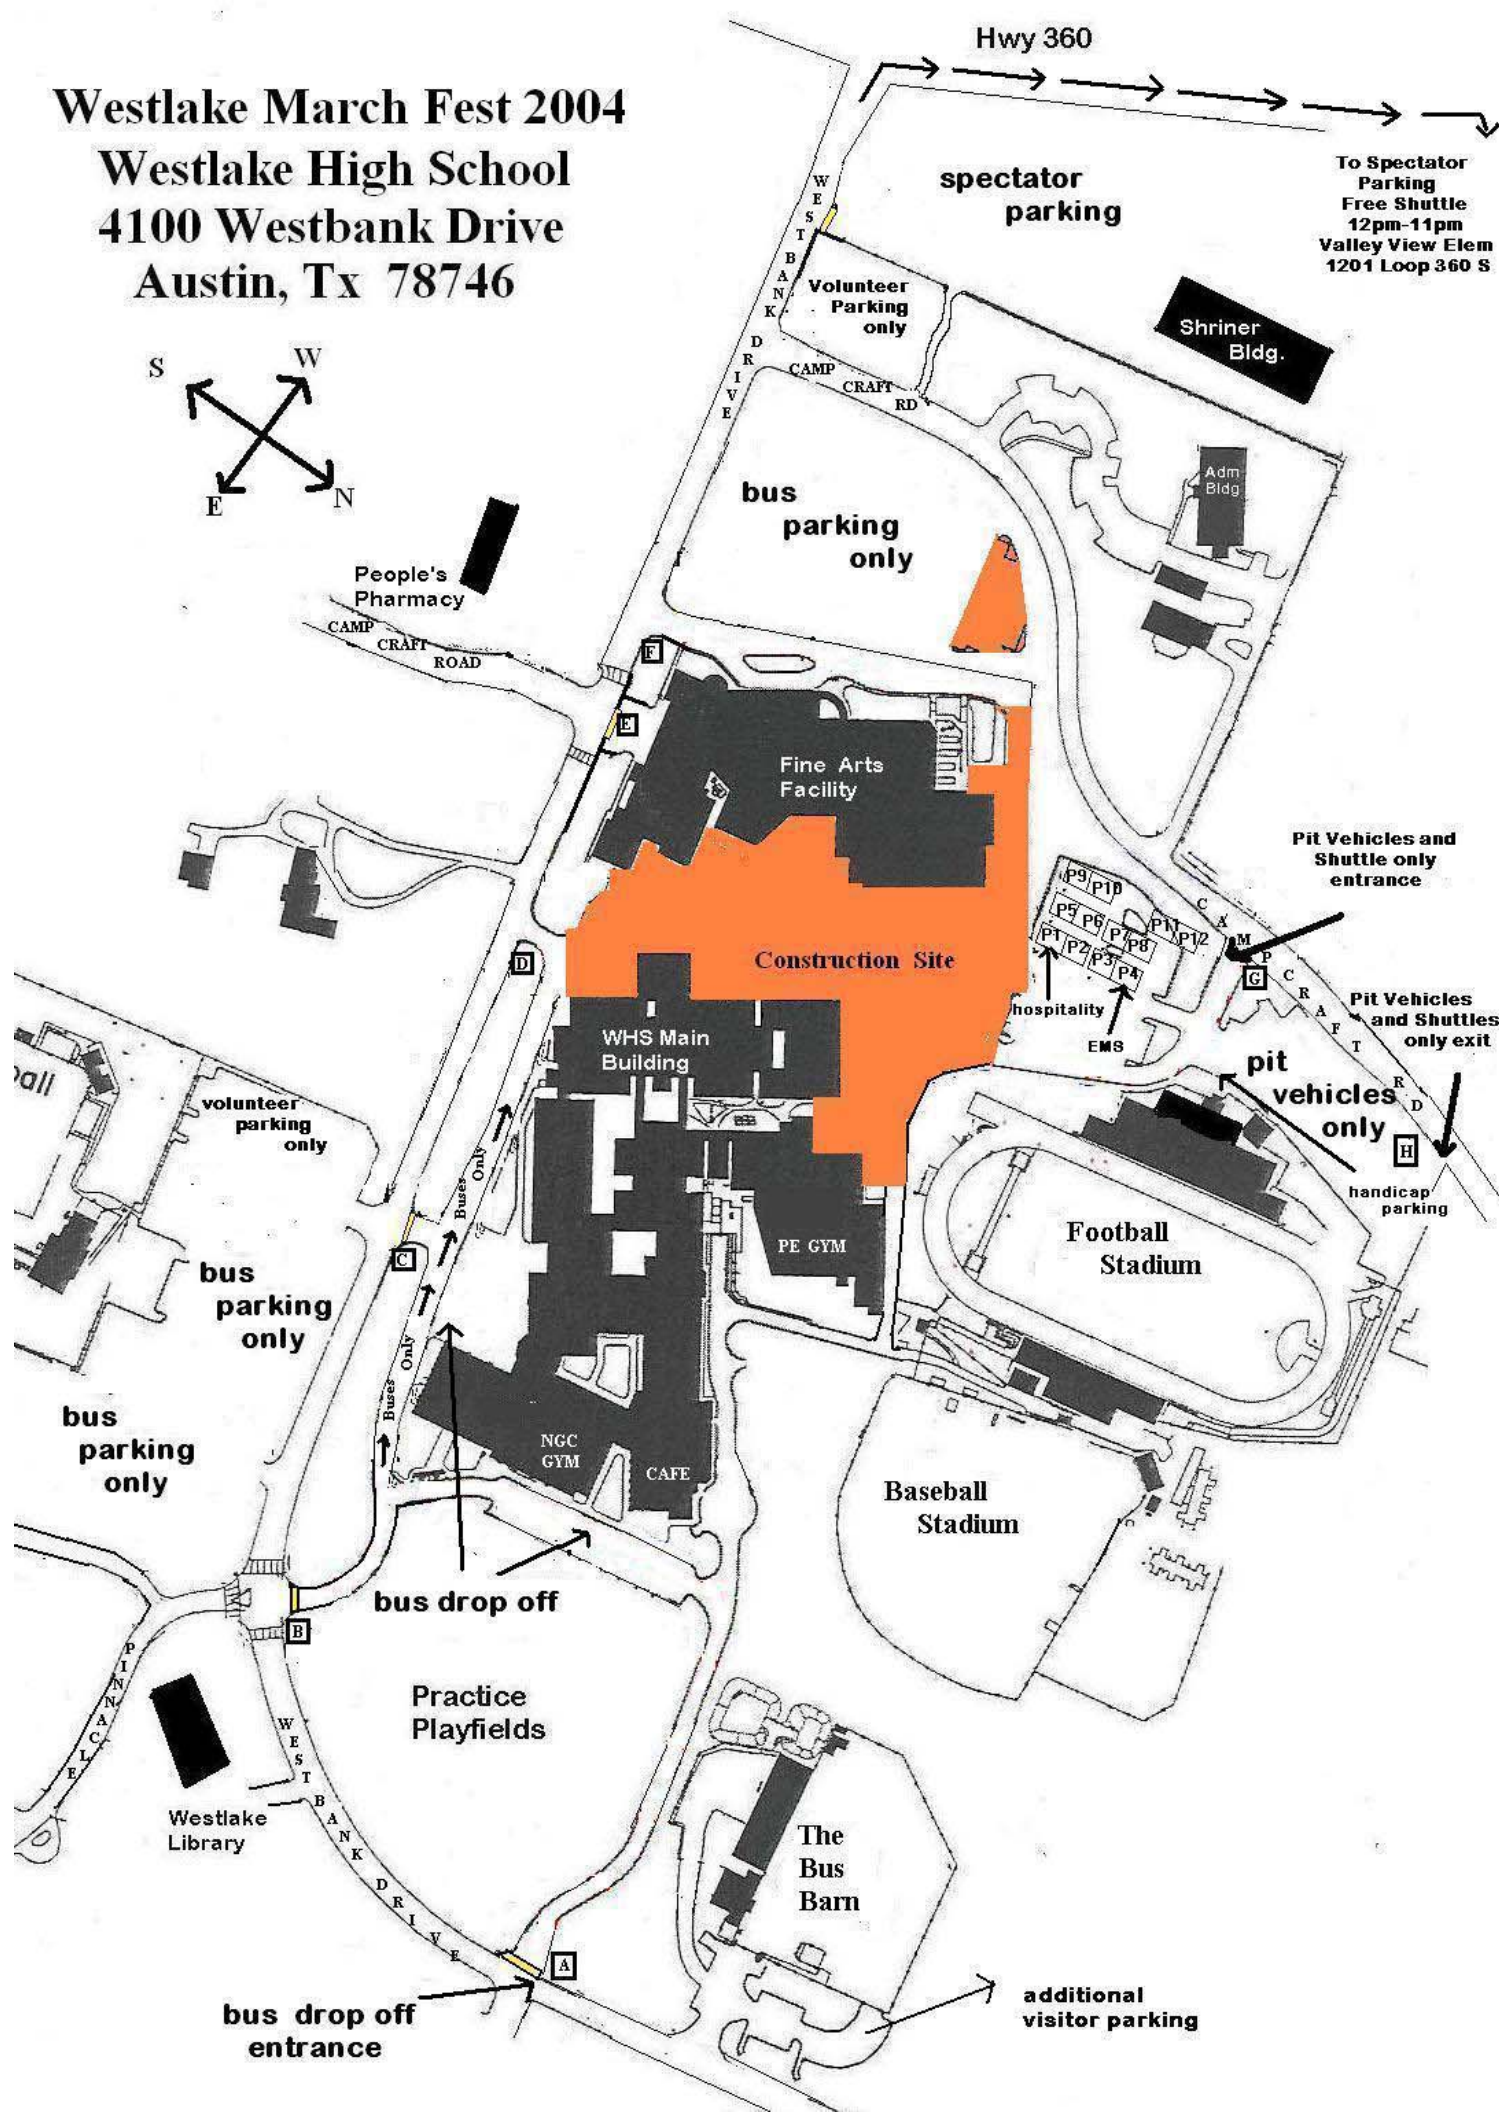 Hwy 360
Westlake March Fest 2004
Westlake High School
4100 Westbank Drive
Austin, Tx 78746
To Spectator
Parking
Free Shuttle
12pm-11pm
Valley View Elem
1201 Loop 360 S
spectator
parking
WESTBANK DRIVE
Volunteer
Parking
only
Shriner
Bldg.
S
W
E
N
CAMP
CRAFT
RD
Adm
Bldg
bus
parking
only
People's
Pharmacy
CAMP
CRAFT
ROAD
F
E
Fine Arts
Facility
Pit Vehicles and
Shuttle only
entrance
P9
P10
P5
P6
P7
P8
P11
P12
P1
P2
P3
P4
CAMP CRAFT RD
D
Construction Site
G
hospitality
EMS
Pit Vehicles
and Shuttles
only exit
WHS Main
Building
pit
vehicles
only
all
volunteer
parking
only
Buses Only
H
handicap
parking
Football
Stadium
PE GYM
C
bus
parking
only
Buses Only
bus
parking
only
NGC
GYM
CAFE
Baseball
Stadium
bus drop off
B
PINNACLE
Practice
Playfields
WESTBANK DRIVE
Westlake
Library
The
Bus
Barn
A
bus drop off
entrance
additional
visitor parking